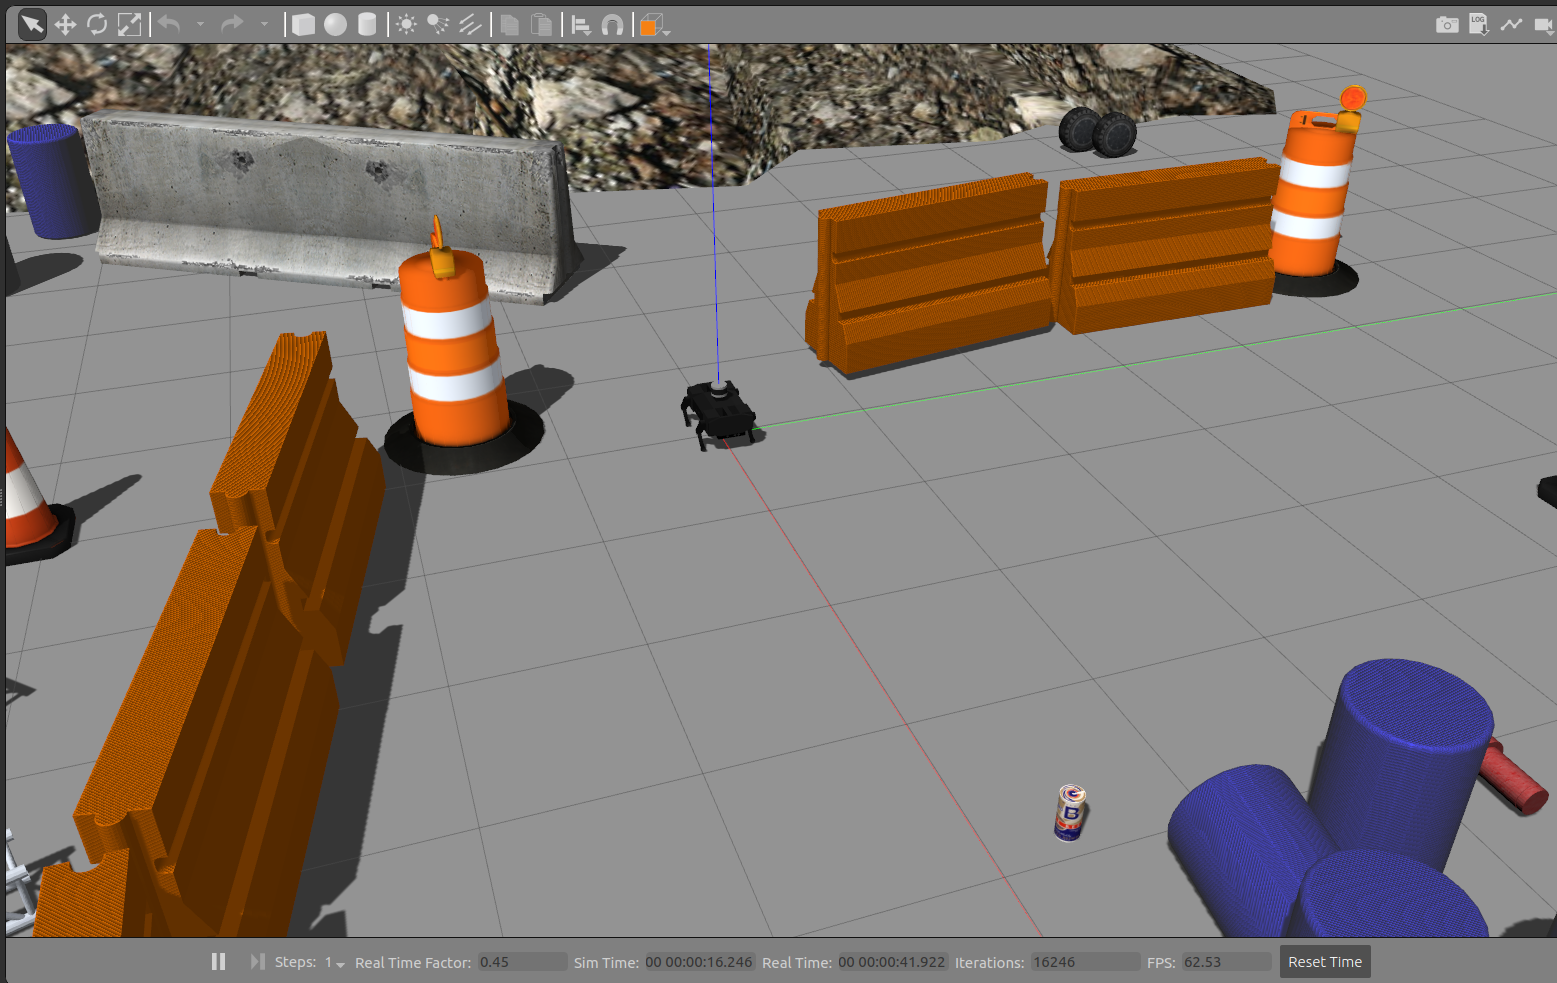 LOG
B
Steps: 1 Real Time Factor: 0.45 Sim Time: 00 00:00:16.246 Real Time: 00 00:00:41.922 Iterations: 16246 FPS: 62.53 Reset Time